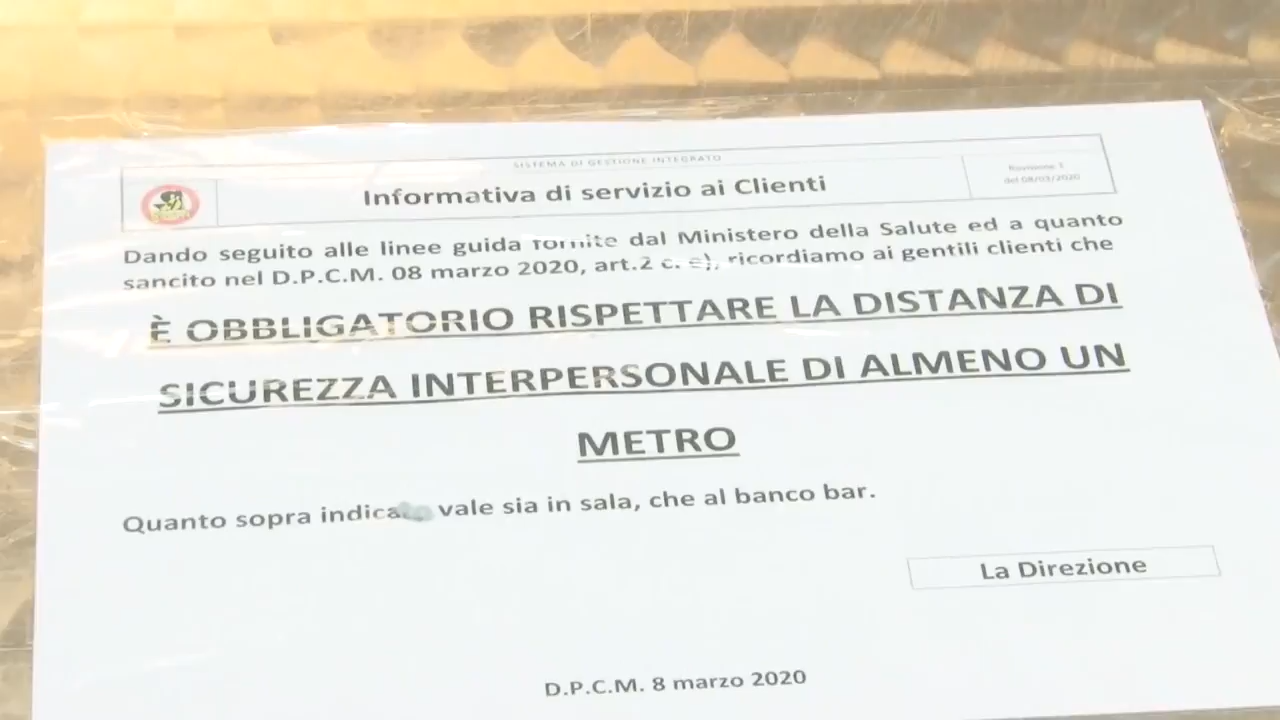 SISTEMA DI GESTIONE INTEGRATO
Informativa di servizio ai Clienti
Revisione 1
del 08/03/2020
Dando seguito alle linee guida fornite dal Ministero della Salute ed a quanto
sancito nel D.P.C.M. 08 marzo 2020, art.2 c. e), ricordiamo ai gentili clienti che
È OBBLIGATORIO RISPETTARE LA DISTANZA DI
SICUREZZA INTERPERSONALE DI ALMENO UN
METRO
Quanto sopra indicato vale sia in sala, che al banco bar.
La Direzione
D.P.C.M. 8 marzo 2020